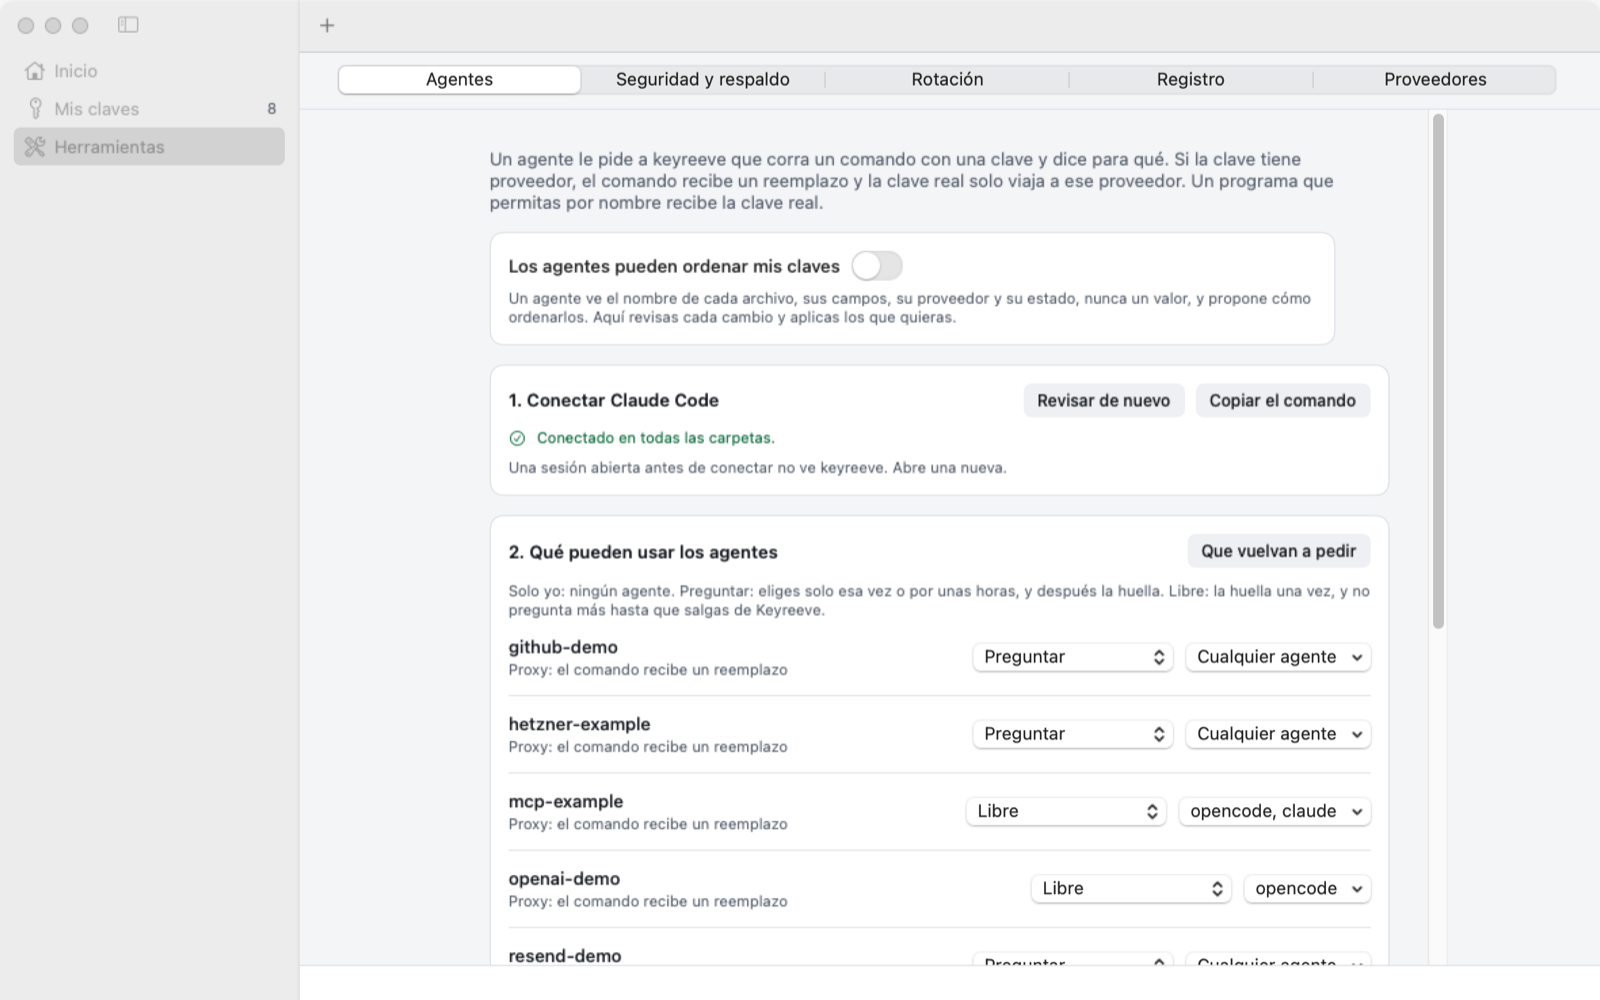 Inicio
Mis claves 8
Herramientas
Agentes Seguridad y respaldo Rotación Registro Proveedores
Un agente le pide a keyreeve que corra un comando con una clave y dice para qué. Si la clave tiene
proveedor, el comando recibe un reemplazo y la clave real solo viaja a ese proveedor. Un programa que
permitas por nombre recibe la clave real.
Los agentes pueden ordenar mis claves
Un agente ve el nombre de cada archivo, sus campos, su proveedor y su estado, nunca un valor, y propone cómo
ordenarlos. Aquí revisas cada cambio y aplicas los que quieras.
1. Conectar Claude Code Revisar de nuevo Copiar el comando
Conectado en todas las carpetas.
Una sesión abierta antes de conectar no ve keyreeve. Abre una nueva.
2. Qué pueden usar los agentes Que vuelvan a pedir
Solo yo: ningún agente. Preguntar: eliges solo esa vez o por unas horas, y después la huella. Libre: la huella una vez, y no
pregunta más hasta que salgas de Keyreeve.
github-demo Preguntar Cualquier agente
Proxy: el comando recibe un reemplazo
hetzner-example Preguntar Cualquier agente
Proxy: el comando recibe un reemplazo
mcp-example Libre opencode, claude
Proxy: el comando recibe un reemplazo
openai-demo Libre opencode
Proxy: el comando recibe un reemplazo
resend-demo Preguntar Cualquier agente